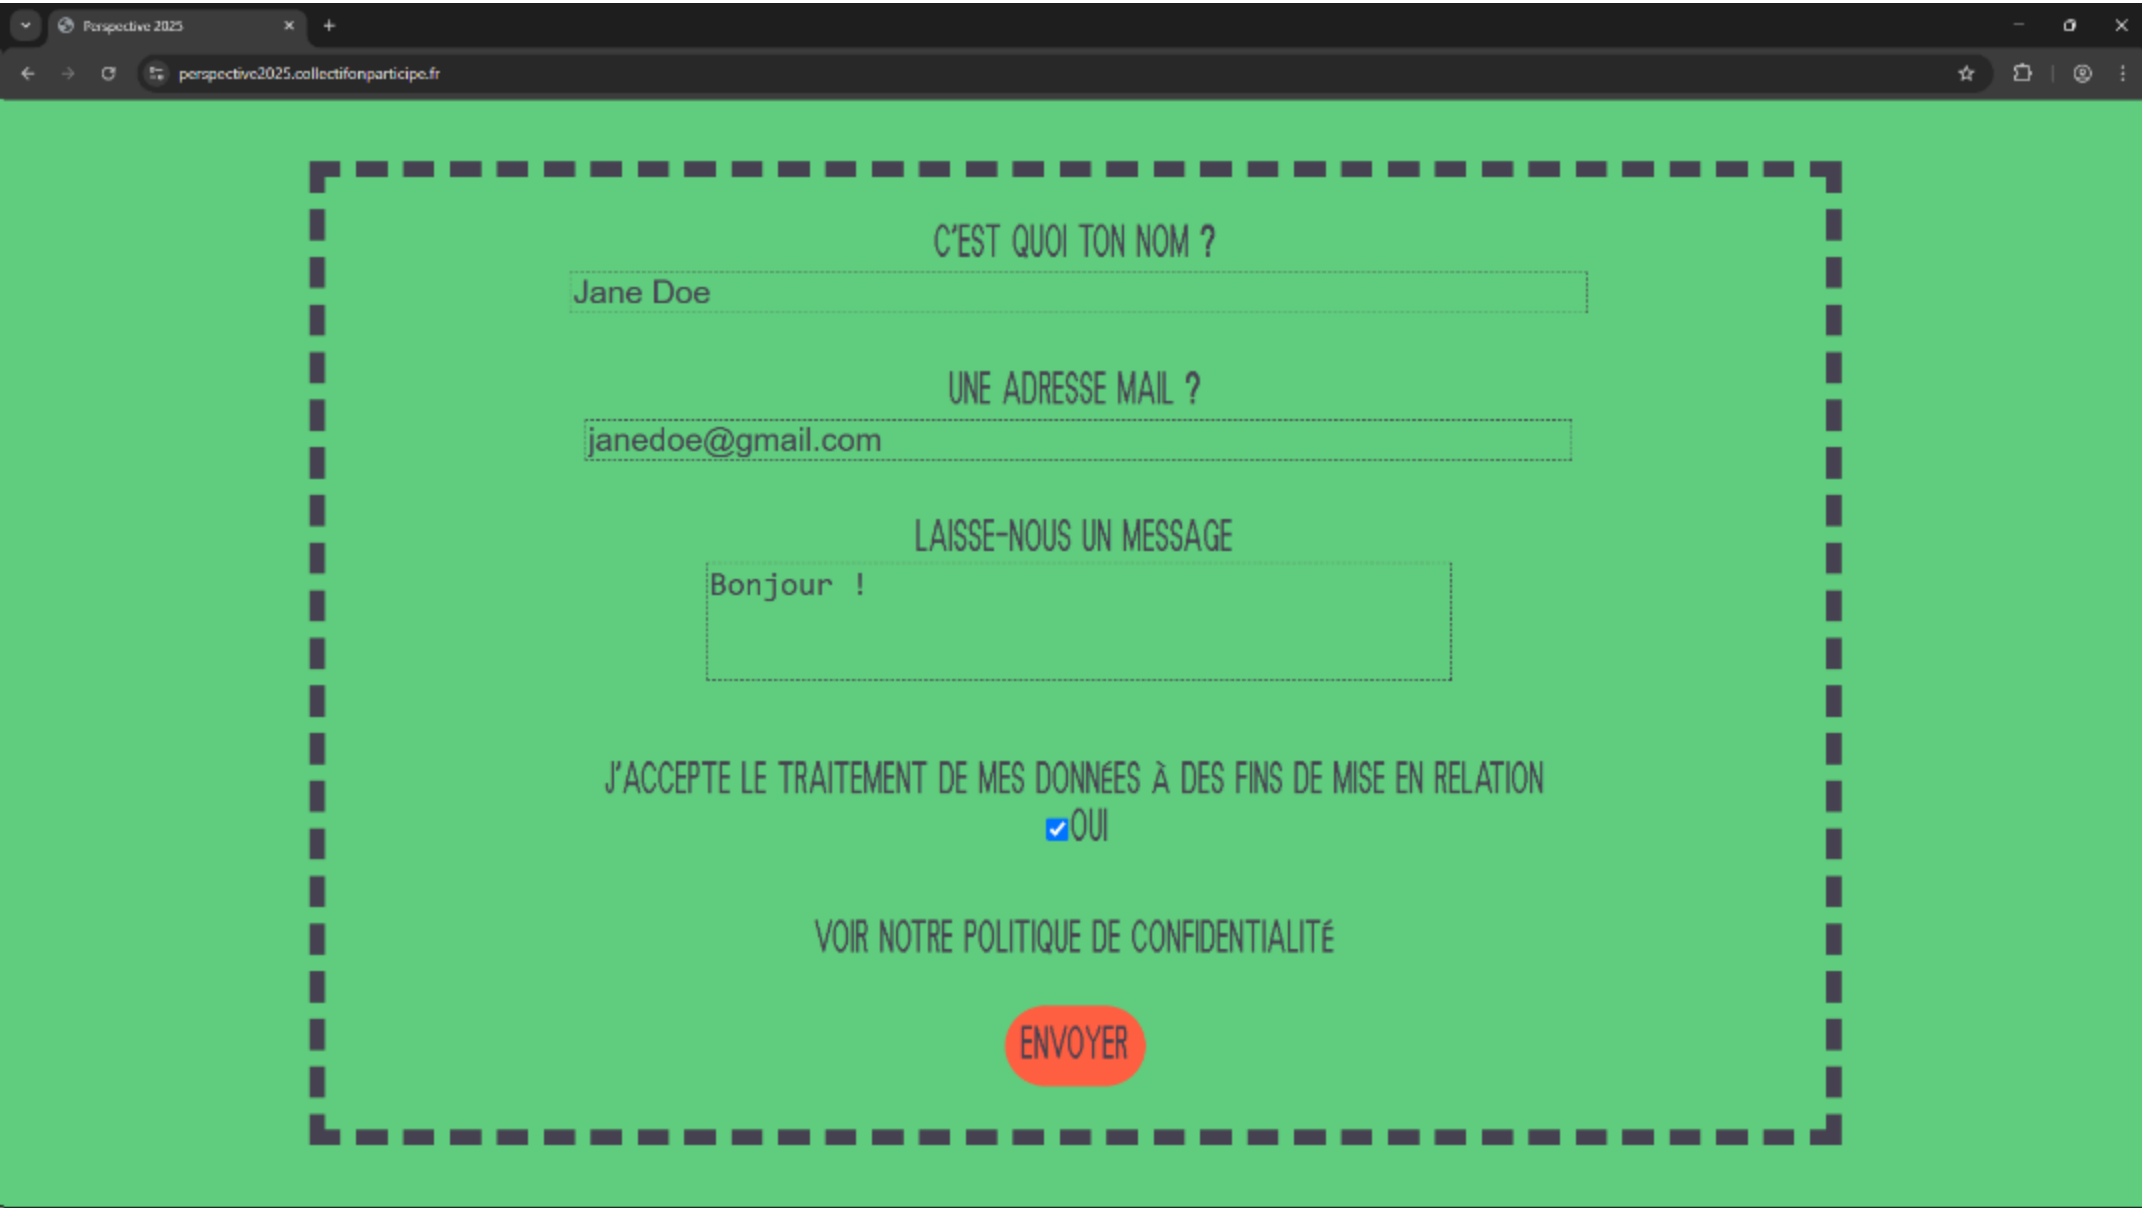 Perspective 2025
perspective2025.collectifonparticipe.fr
C'EST QUOI TON NOM ?
Jane Doe
UNE ADRESSE MAIL ?
janedoe@gmail.com
LAISSE-NOUS UN MESSAGE
Bonjour !
J'ACCEPTE LE TRAITEMENT DE MES DONNÉES À DES FINS DE MISE EN RELATION
OUI
VOIR NOTRE POLITIQUE DE CONFIDENTIALITÉ
ENVOYER